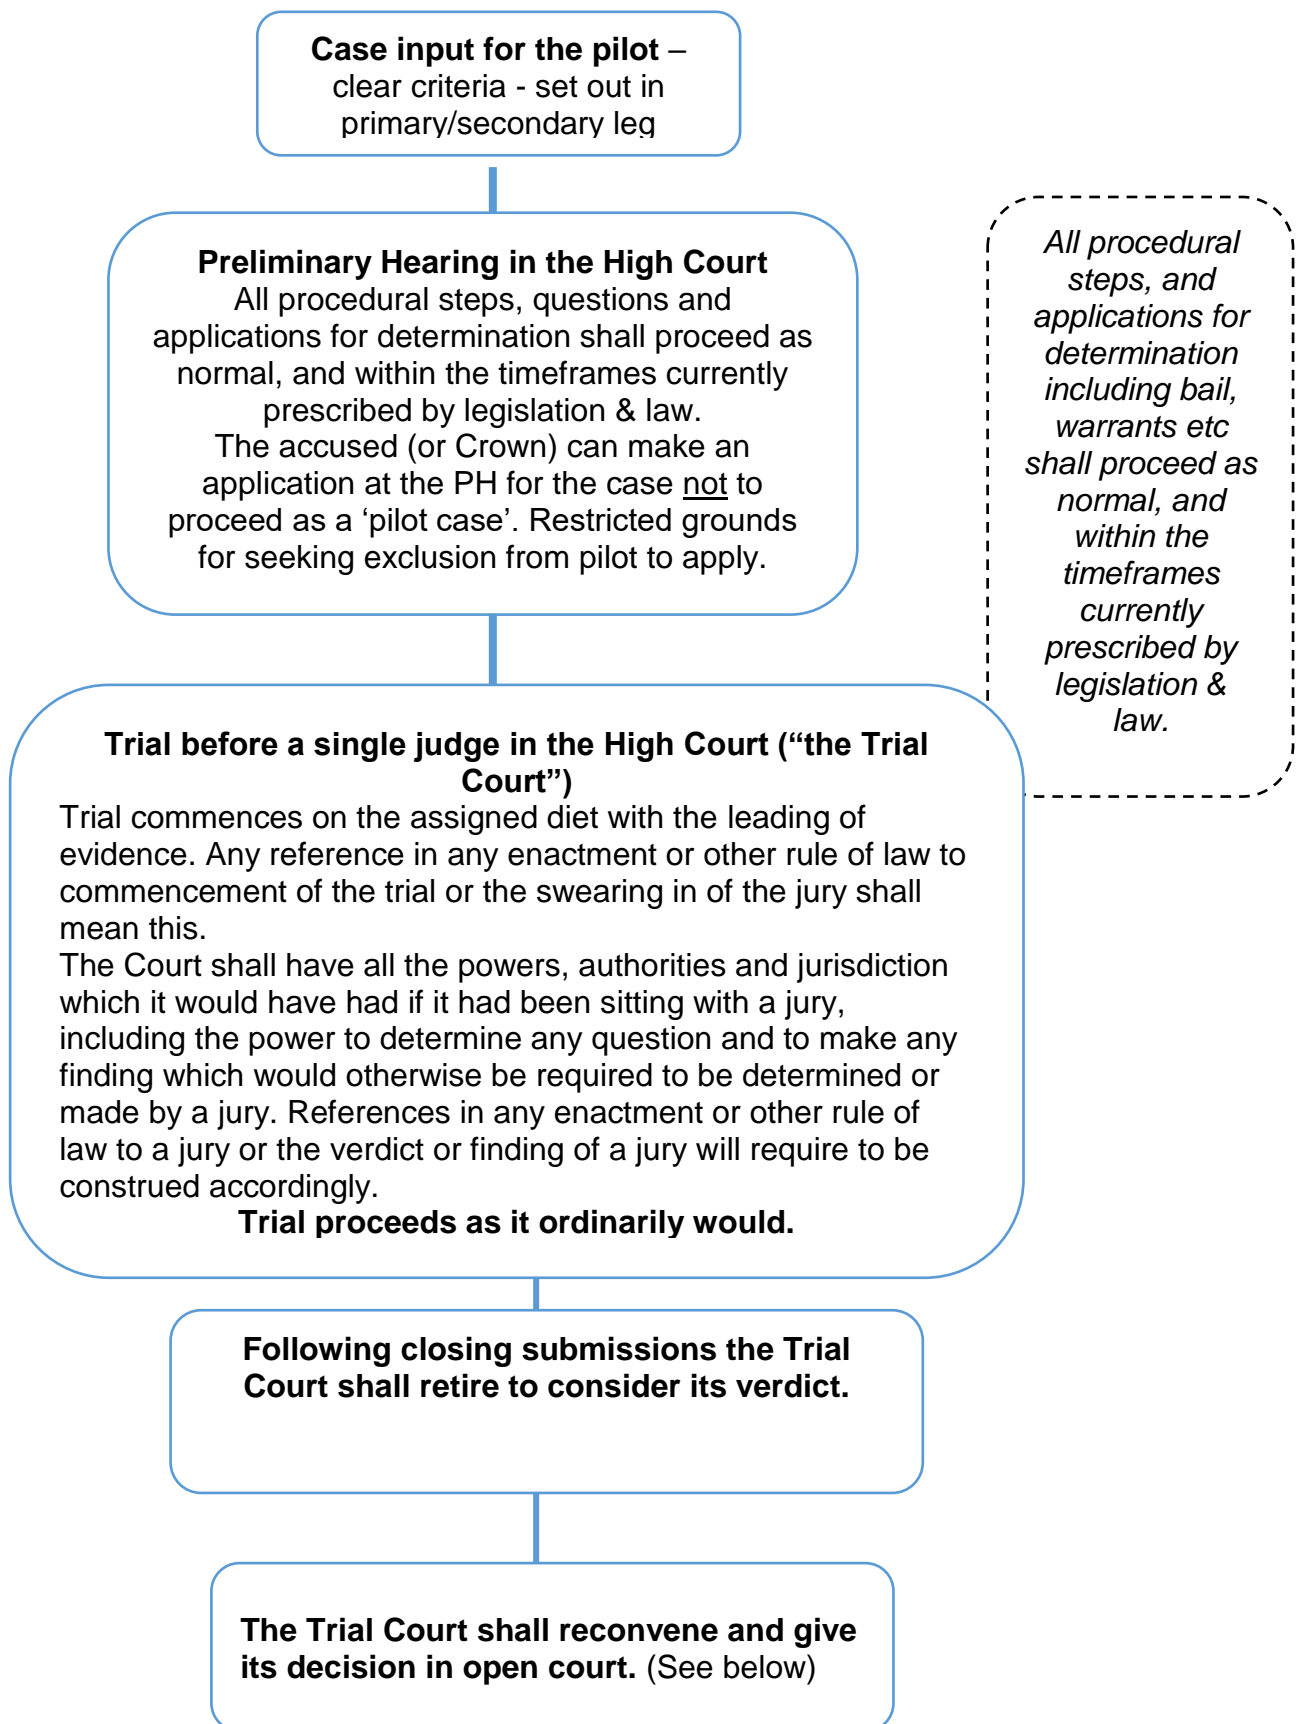 Case input for the pilot –
clear criteria - set out in
primary/secondary leg
Preliminary Hearing in the High Court
All procedural steps, questions and
applications for determination shall proceed as
normal, and within the timeframes currently
prescribed by legislation & law.
The accused (or Crown) can make an
application at the PH for the case not to
proceed as a ‘pilot case’. Restricted grounds
for seeking exclusion from pilot to apply.
All procedural
steps, and
applications for
determination
including bail,
warrants etc
shall proceed as
normal, and
within the
timeframes
currently
prescribed by
legislation &
law.
Trial before a single judge in the High Court (“the Trial
Court”)
Trial commences on the assigned diet with the leading of
evidence. Any reference in any enactment or other rule of law to
commencement of the trial or the swearing in of the jury shall
mean this.
The Court shall have all the powers, authorities and jurisdiction
which it would have had if it had been sitting with a jury,
including the power to determine any question and to make any
finding which would otherwise be required to be determined or
made by a jury. References in any enactment or other rule of
law to a jury or the verdict or finding of a jury will require to be
construed accordingly.
Trial proceeds as it ordinarily would.
Following closing submissions the Trial
Court shall retire to consider its verdict.
The Trial Court shall reconvene and give
its decision in open court. (See below)